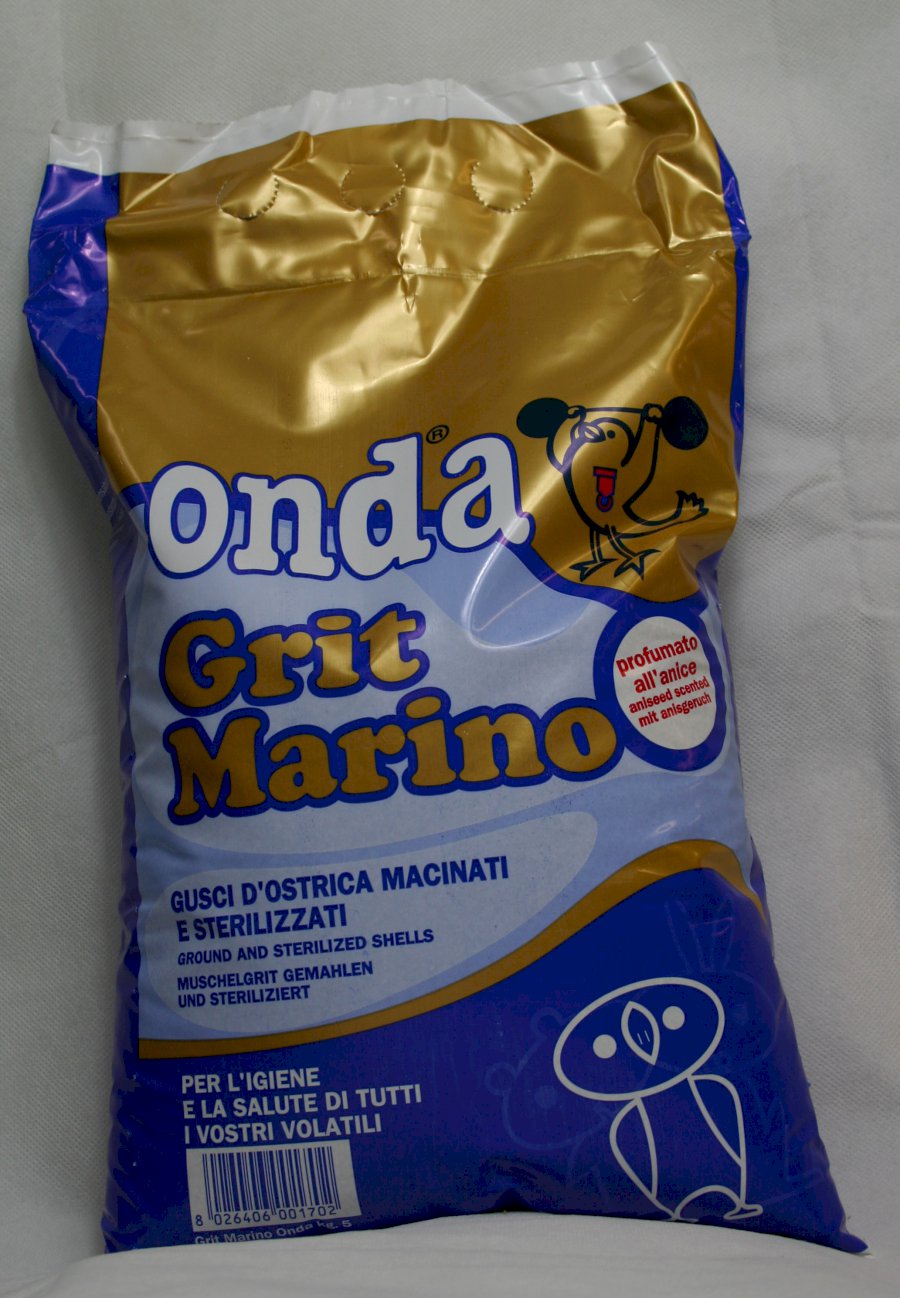 onda®
Grit
Marino
profumato
all'anice
aniseed scented
mit anisgeruch
GUSCI D'OSTRICA MACINATI
E STERILIZZATI
GROUND AND STERILIZED SHELLS
MUSCHELGRIT GEMAHLEN
UND STERILIZIERT
PER L'IGIENE
E LA SALUTE DI TUTTI
I VOSTRI VOLATILI
8 026406 001702
Grit Marino Onda kg. 5